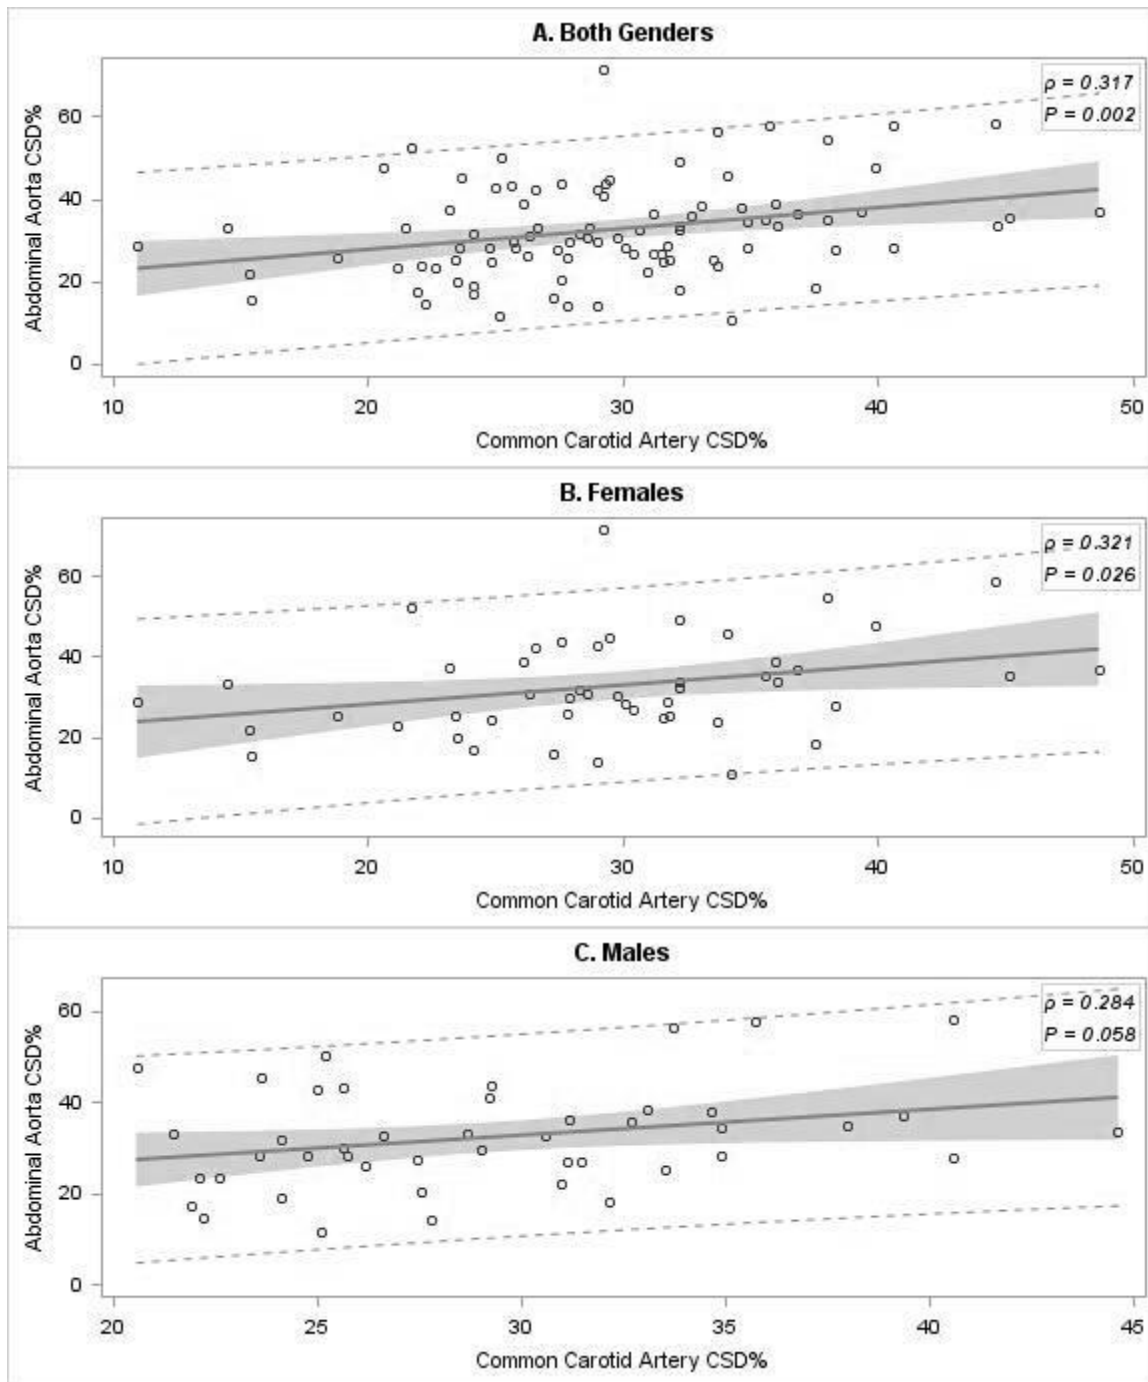 A. Both Genders
ρ = 0.317
P = 0.002
Abdominal Aorta CSD%
60
40
20
0
10 20 30 40 50
Common Carotid Artery CSD%
B. Females
ρ = 0.321
P = 0.026
Abdominal Aorta CSD%
60
40
20
0
10 20 30 40 50
Common Carotid Artery CSD%
C. Males
ρ = 0.284
P = 0.058
Abdominal Aorta CSD%
60
40
20
0
20 25 30 35 40 45
Common Carotid Artery CSD%